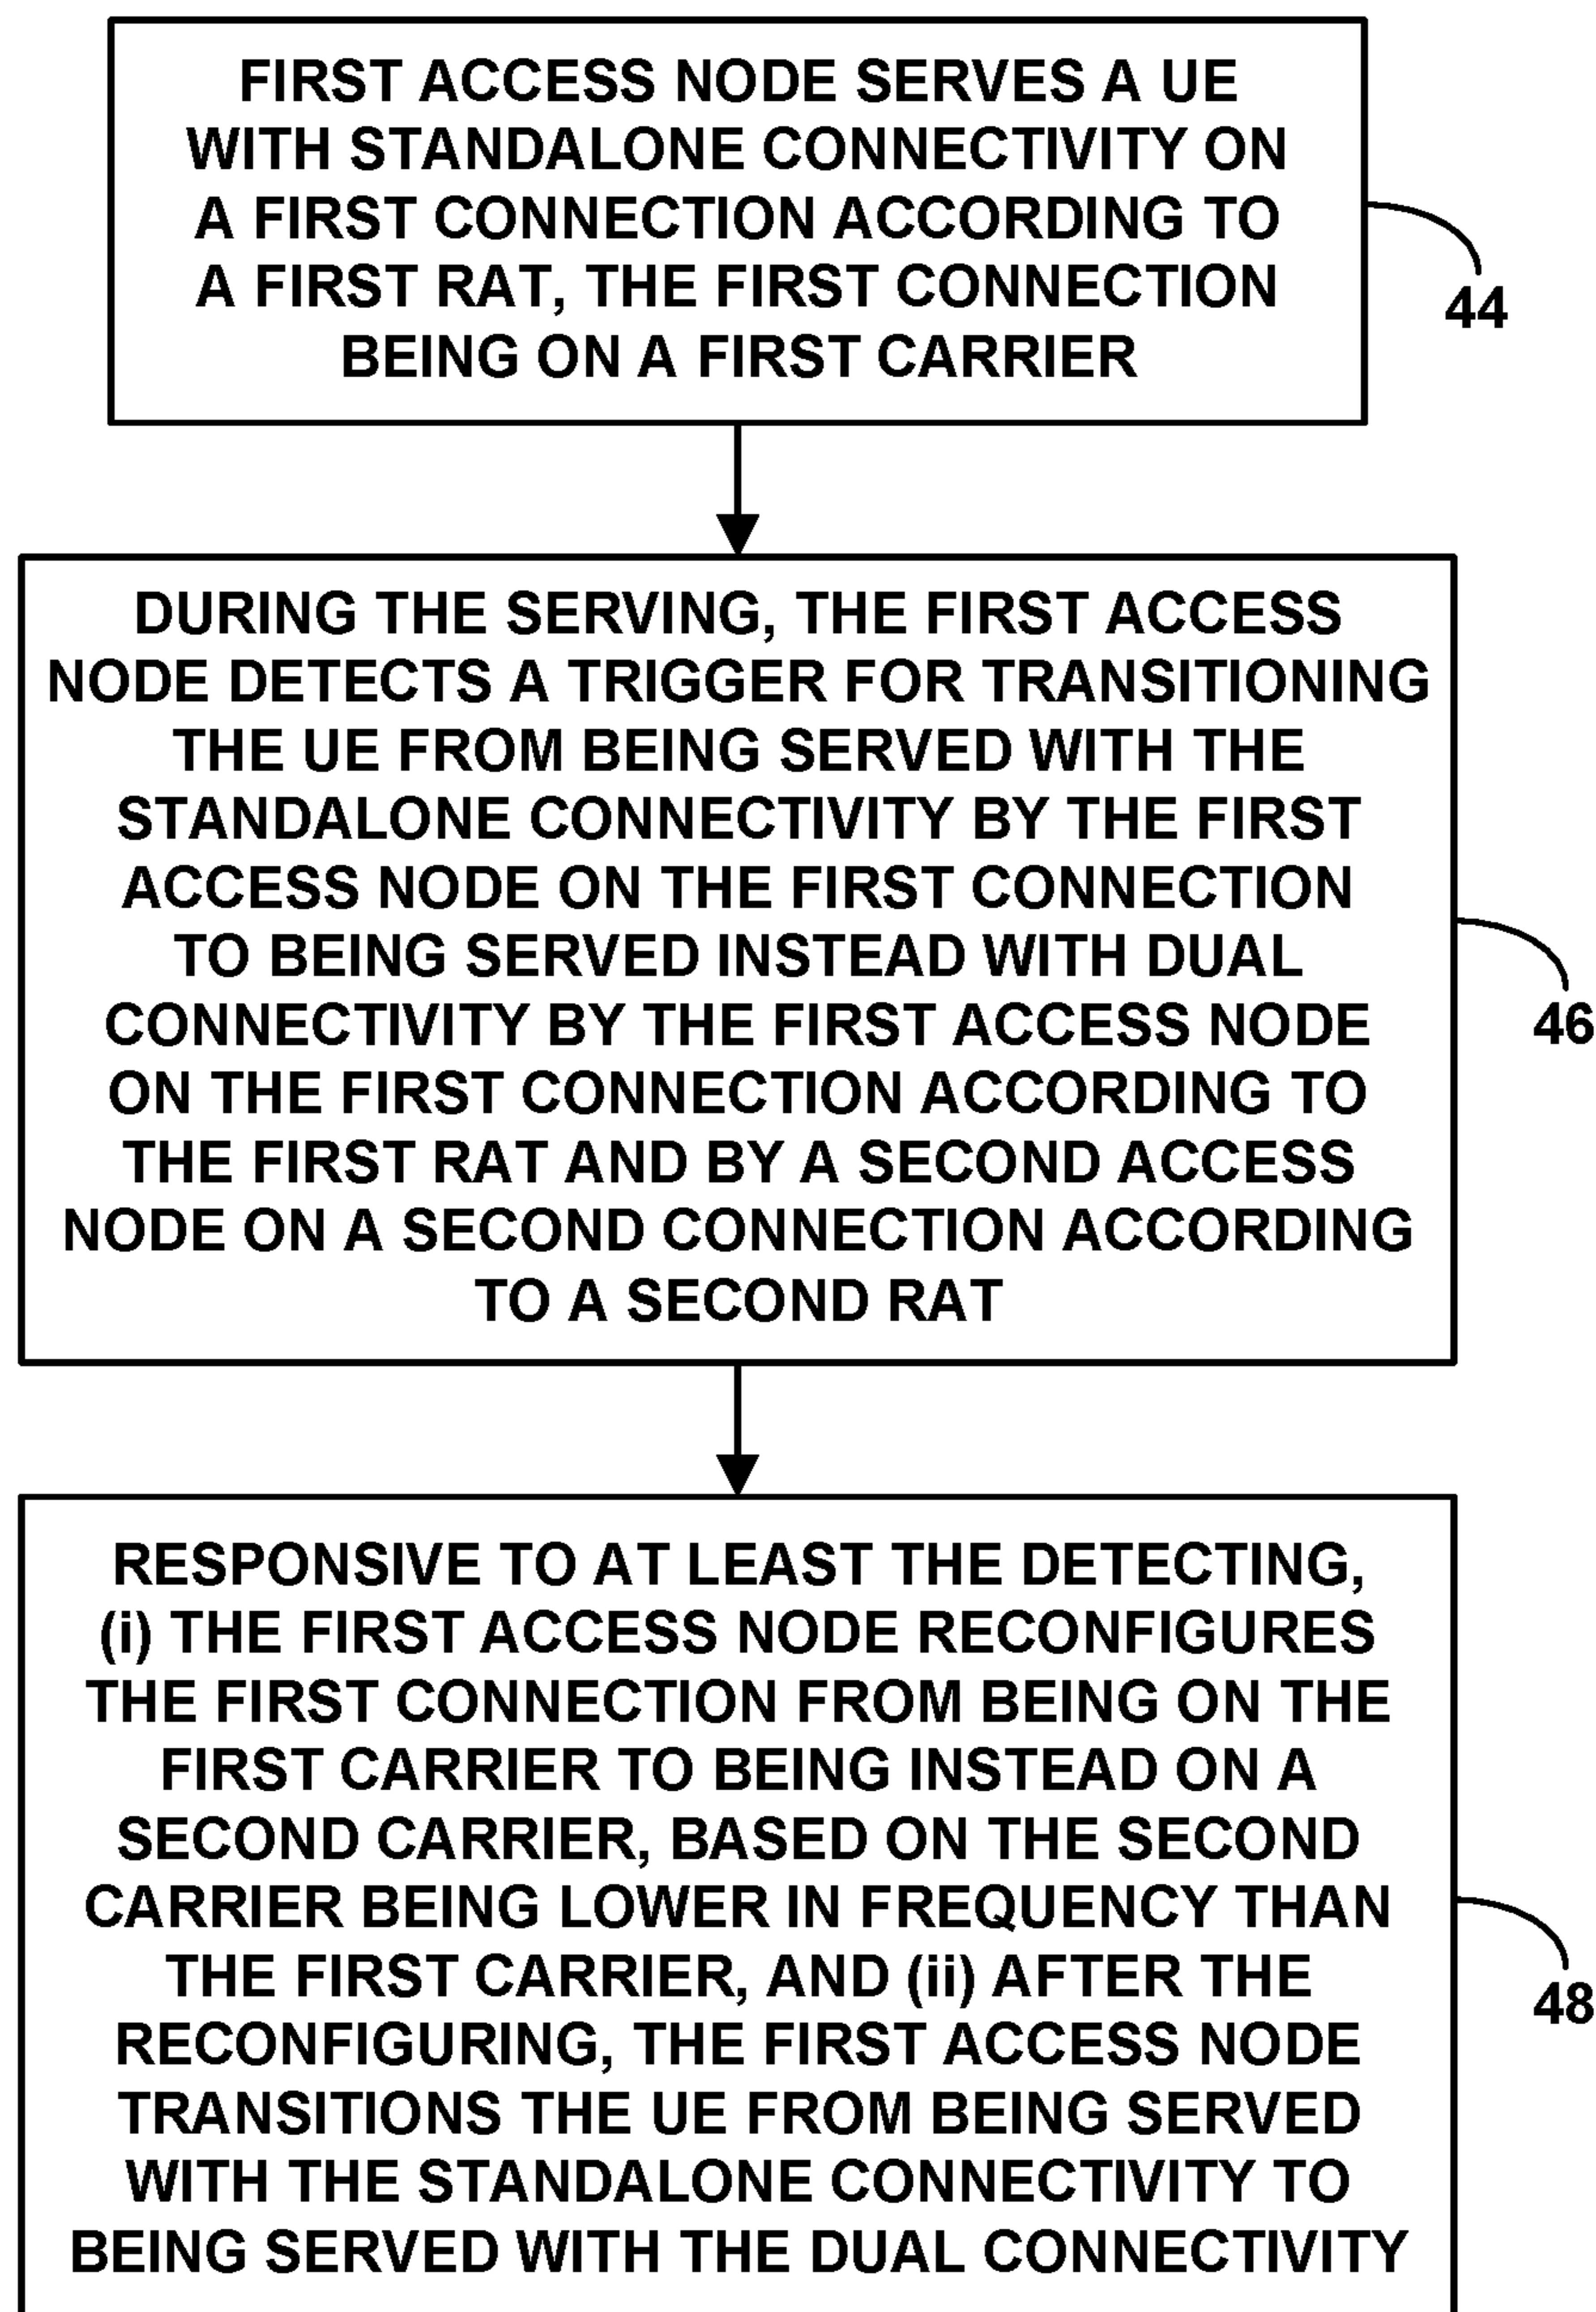 FIRST ACCESS NODE SERVES A UE
WITH STANDALONE CONNECTIVITY ON
A FIRST CONNECTION ACCORDING TO
A FIRST RAT, THE FIRST CONNECTION
BEING ON A FIRST CARRIER
44
DURING THE SERVING, THE FIRST ACCESS
NODE DETECTS A TRIGGER FOR TRANSITIONING
THE UE FROM BEING SERVED WITH THE
STANDALONE CONNECTIVITY BY THE FIRST
ACCESS NODE ON THE FIRST CONNECTION
TO BEING SERVED INSTEAD WITH DUAL
CONNECTIVITY BY THE FIRST ACCESS NODE
ON THE FIRST CONNECTION ACCORDING TO
THE FIRST RAT AND BY A SECOND ACCESS
NODE ON A SECOND CONNECTION ACCORDING
TO A SECOND RAT
46
RESPONSIVE TO AT LEAST THE DETECTING,
(i) THE FIRST ACCESS NODE RECONFIGURES
THE FIRST CONNECTION FROM BEING ON THE
FIRST CARRIER TO BEING INSTEAD ON A
SECOND CARRIER, BASED ON THE SECOND
CARRIER BEING LOWER IN FREQUENCY THAN
THE FIRST CARRIER, AND (ii) AFTER THE
RECONFIGURING, THE FIRST ACCESS NODE
TRANSITIONS THE UE FROM BEING SERVED
WITH THE STANDALONE CONNECTIVITY TO
BEING SERVED WITH THE DUAL CONNECTIVITY
48